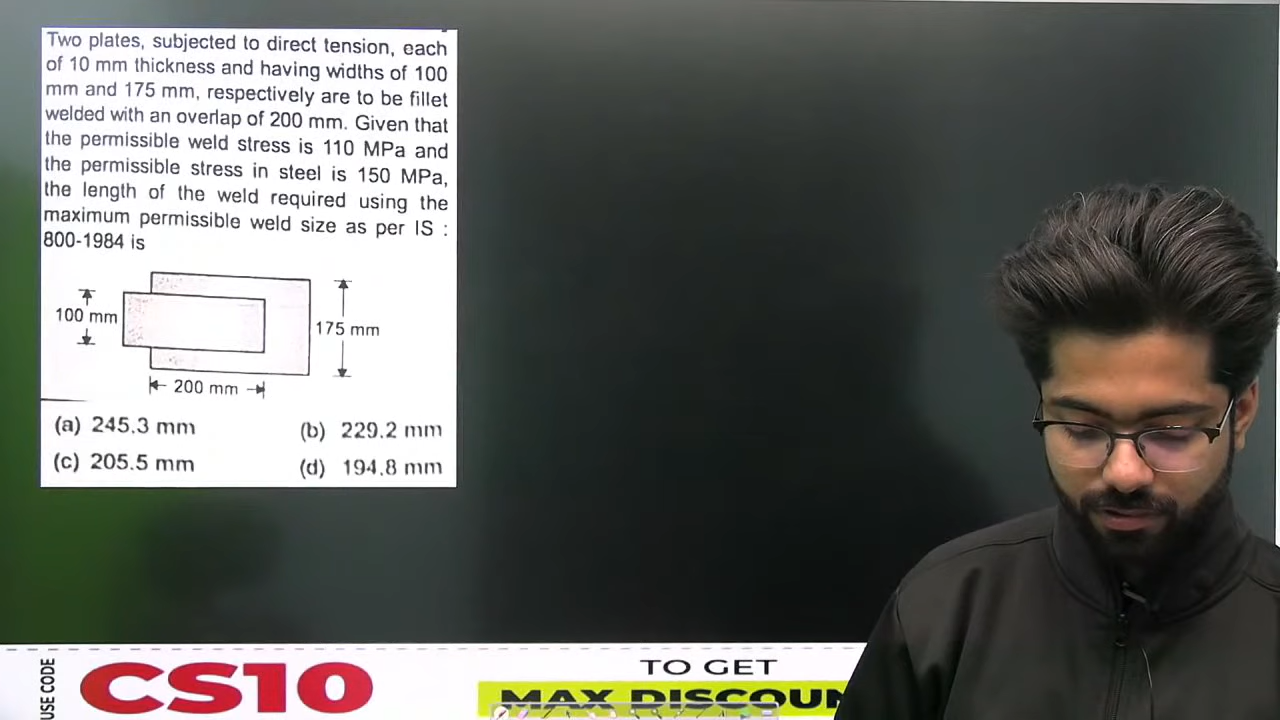 Two plates, subjected to direct tension, each
of 10 mm thickness and having widths of 100
mm and 175 mm, respectively are to be fillet
welded with an overlap of 200 mm. Given that
the permissible weld stress is 110 MPa and
the permissible stress in steel is 150 MPa,
the length of the weld required using the
maximum permissible weld size as per IS :
800-1984 is
100 mm
175 mm
200 mm
(a) 245.3 mm
(b) 229.2 mm
(c) 205.5 mm
(d) 194.8 mm
USE CODE
CS10
TO GET
MAX DISCOUN